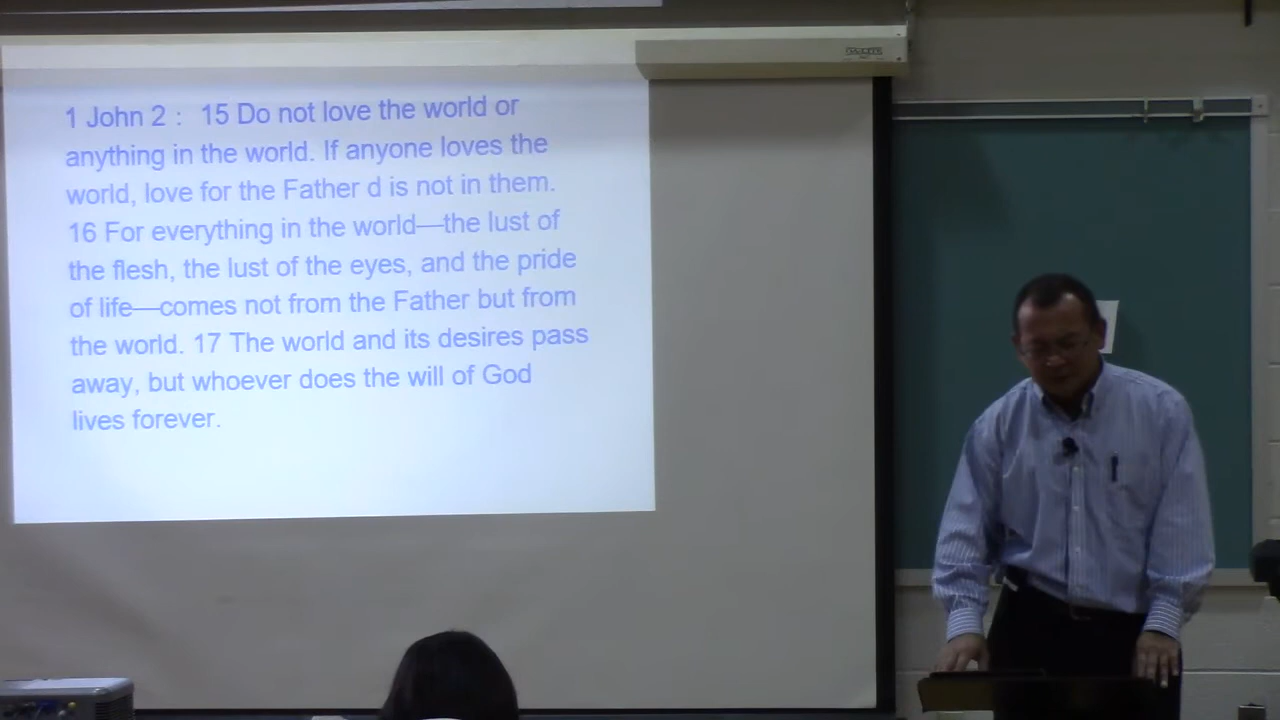 1 John 2 : 15 Do not love the world or
anything in the world. If anyone loves the
world, love for the Father d is not in them.
16 For everything in the world—the lust of
the flesh, the lust of the eyes, and the pride
of life—comes not from the Father but from
the world. 17 The world and its desires pass
away, but whoever does the will of God
lives forever.